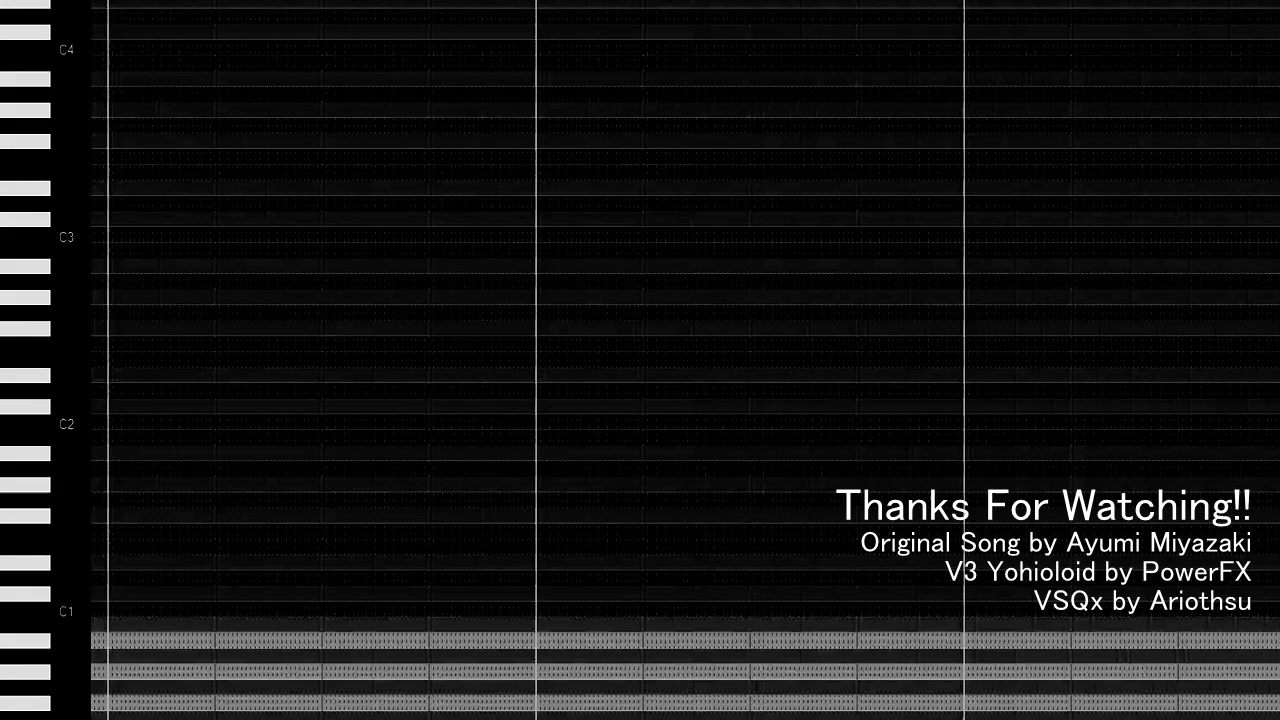 C4
C3
C2
Thanks For Watching!!
Original Song by Ayumi Miyazaki
V3 Yohioloid by PowerFX
VSQx by Ariothsu
C1